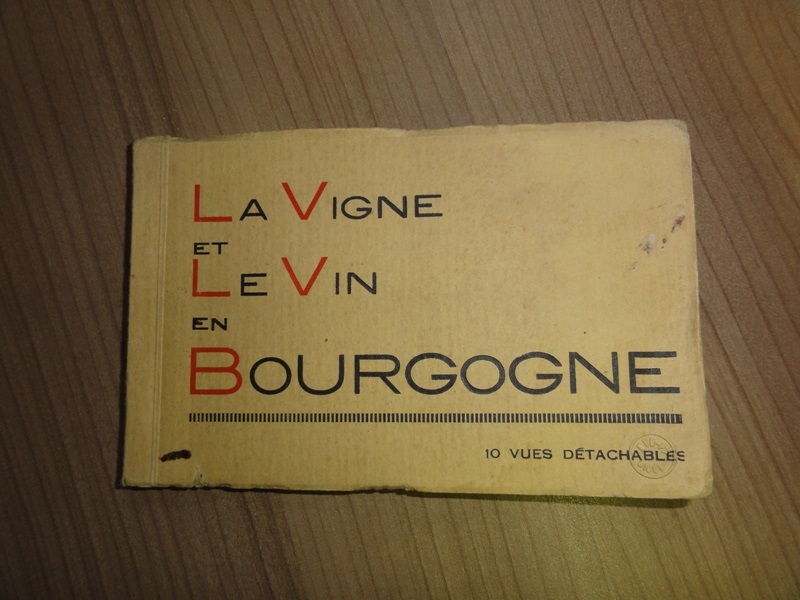 La Vigne
et
Le Vin
en
Bourgogne
10 VUES DÉTACHABLES